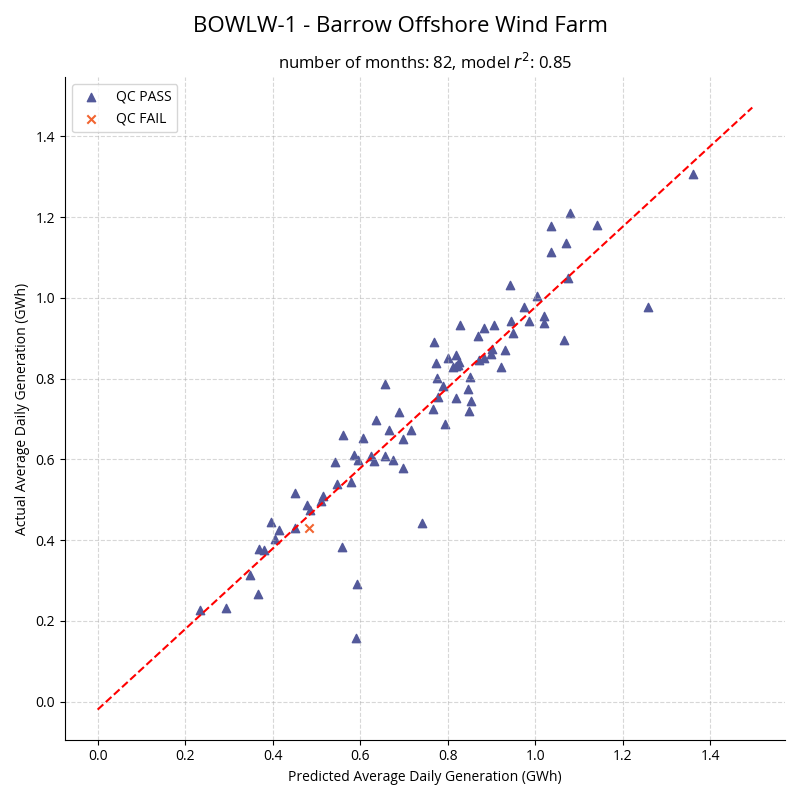 BOWLW-1 - Barrow Offshore Wind Farm
number of months: 82, model r²: 0.85
QC PASS
QC FAIL
1.4
1.2
1.0
0.8
0.6
0.4
0.2
0.0
Actual Average Daily Generation (GWh)
0.0 0.2 0.4 0.6 0.8 1.0 1.2 1.4
Predicted Average Daily Generation (GWh)